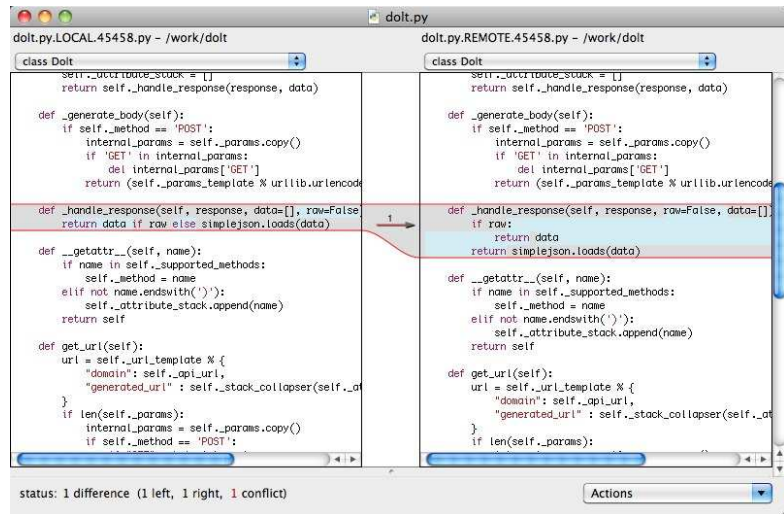 dolt.py
dolt.py.LOCAL.45458.py - /work/dolt
class Dolt
self._attribute_stack = []
return self._handle_response(response, data)
def _generate_body(self):
if self._method == 'POST':
internal_params = self._params.copy()
if 'GET' in internal_params:
del internal_params['GET']
return (self._params_template % urllib.urlencode
def _handle_response(self, response, data=[], raw=False
return data if raw else simplejson.loads(data)
def __getattr__(self, name):
if name in self._supported_methods:
self._method = name
elif not name.endswith(')'):
self._attribute_stack.append(name)
return self
def get_url(self):
url = self._url_template % {
"domain": self._api_url,
"generated_url" : self._stack_collapser(self._at
}
if len(self._params):
internal_params = self._params.copy()
if self._method == 'POST':
1
dolt.py.REMOTE.45458.py - /work/dolt
class Dolt
self._attribute_stack = []
return self._handle_response(response, data)
def _generate_body(self):
if self._method == 'POST':
internal_params = self._params.copy()
if 'GET' in internal_params:
del internal_params['GET']
return (self._params_template % urllib.urlencode
def _handle_response(self, response, raw=False, data=[]
if raw:
return data
return simplejson.loads(data)
def __getattr__(self, name):
if name in self._supported_methods:
self._method = name
elif not name.endswith(')'):
self._attribute_stack.append(name)
return self
def get_url(self):
url = self._url_template % {
"domain": self._api_url,
"generated_url" : self._stack_collapser(self._at
}
if len(self._params):
status: 1 difference (1 left, 1 right, 1 conflict)
Actions